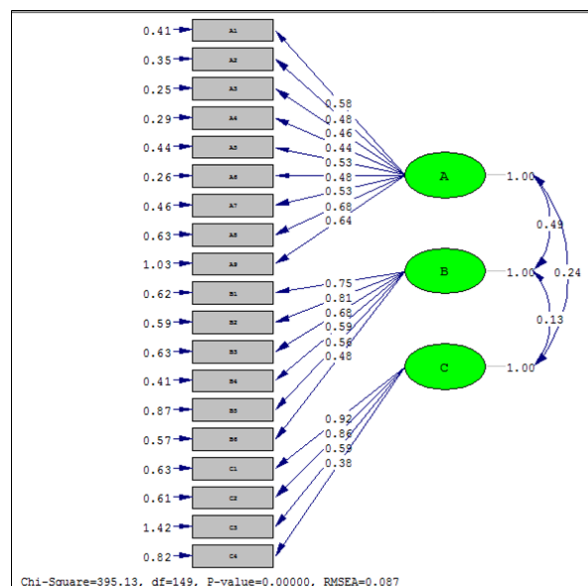 0.41 A1
0.35 A2
0.25 A3
0.29 A4
0.44 A5
0.26 A6
0.46 A7
0.63 A8
1.03 A9
0.62 B1
0.59 B2
0.63 B3
0.41 B4
0.87 B5
0.57 B6
0.63 C1
0.61 C2
1.42 C3
0.82 C4
0.58
0.48
0.46
0.44
0.53
0.48
0.53
0.68
0.64
0.75
0.81
0.68
0.59
0.56
0.48
0.92
0.86
0.59
0.38
A 1.00
B 1.00
C 1.00
0.49
0.24
0.13
Chi-Square=395.13, df=149, P-value=0.00000, RMSEA=0.087